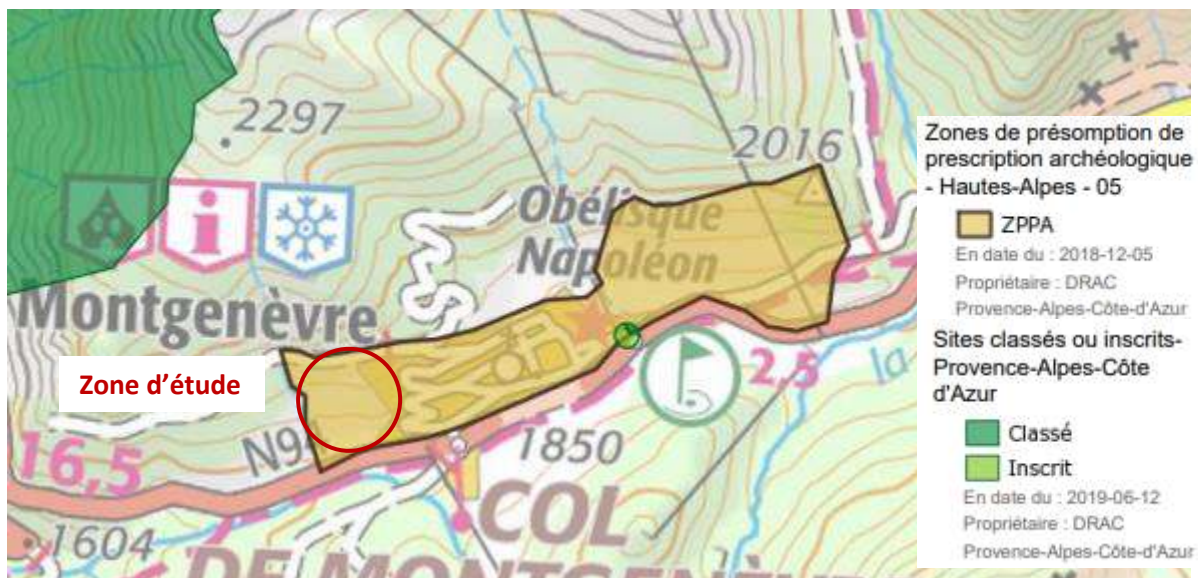 2297
2016
Obélisque
Napoléon
Montgenèvre
Zone d'étude
2,5
la
N94
16,5
1850
1604
COL
DE MONTGENÈVRE
Zones de présomption de
prescription archéologique
- Hautes-Alpes - 05
ZPPA
En date du : 2018-12-05
Propriétaire : DRAC
Provence-Alpes-Côte-d'Azur
Sites classés ou inscrits-
Provence-Alpes-Côte
d'Azur
Classé
Inscrit
En date du : 2019-06-12
Propriétaire : DRAC
Provence-Alpes-Côte-d'Azur